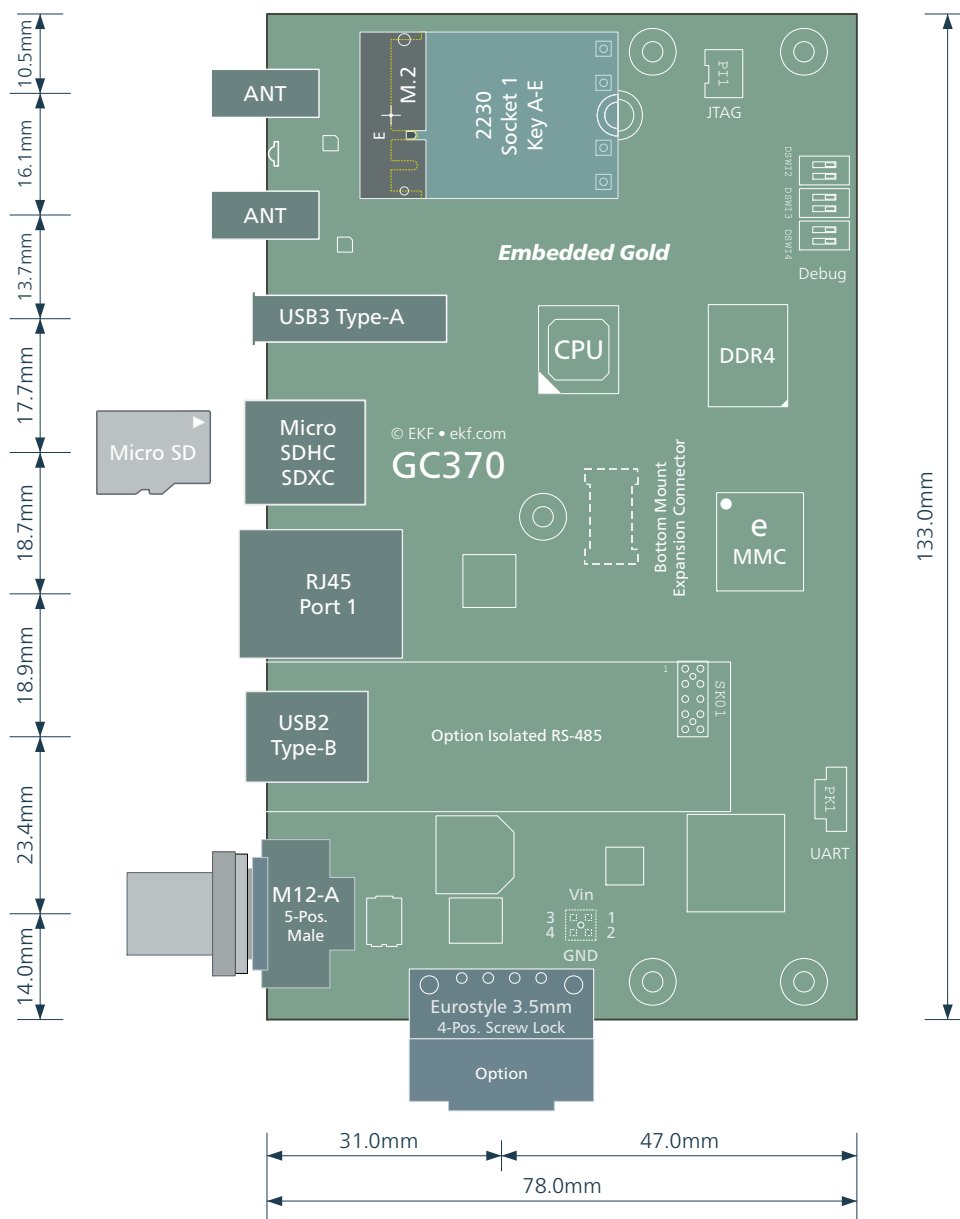 10.5mm
16.1mm
13.7mm
17.7mm
18.7mm
18.9mm
23.4mm
14.0mm
ANT
ANT
M.2
E
2230
Socket 1
Key A-E
PI1
JTAG
DSWI2
DSWI3
DSWI4
Debug
Embedded Gold
USB3 Type-A
CPU
DDR4
Micro SD
Micro
SDHC
SDXC
© EKF • ekf.com
GC370
Bottom Mount
Expansion Connector
e
MMC
133.0mm
RJ45
Port 1
1
SK01
USB2
Type-B
Option Isolated RS-485
PK1
UART
M12-A
5-Pos.
Male
Vin
3 1
4 2
GND
Eurostyle 3.5mm
4-Pos. Screw Lock
Option
31.0mm
47.0mm
78.0mm